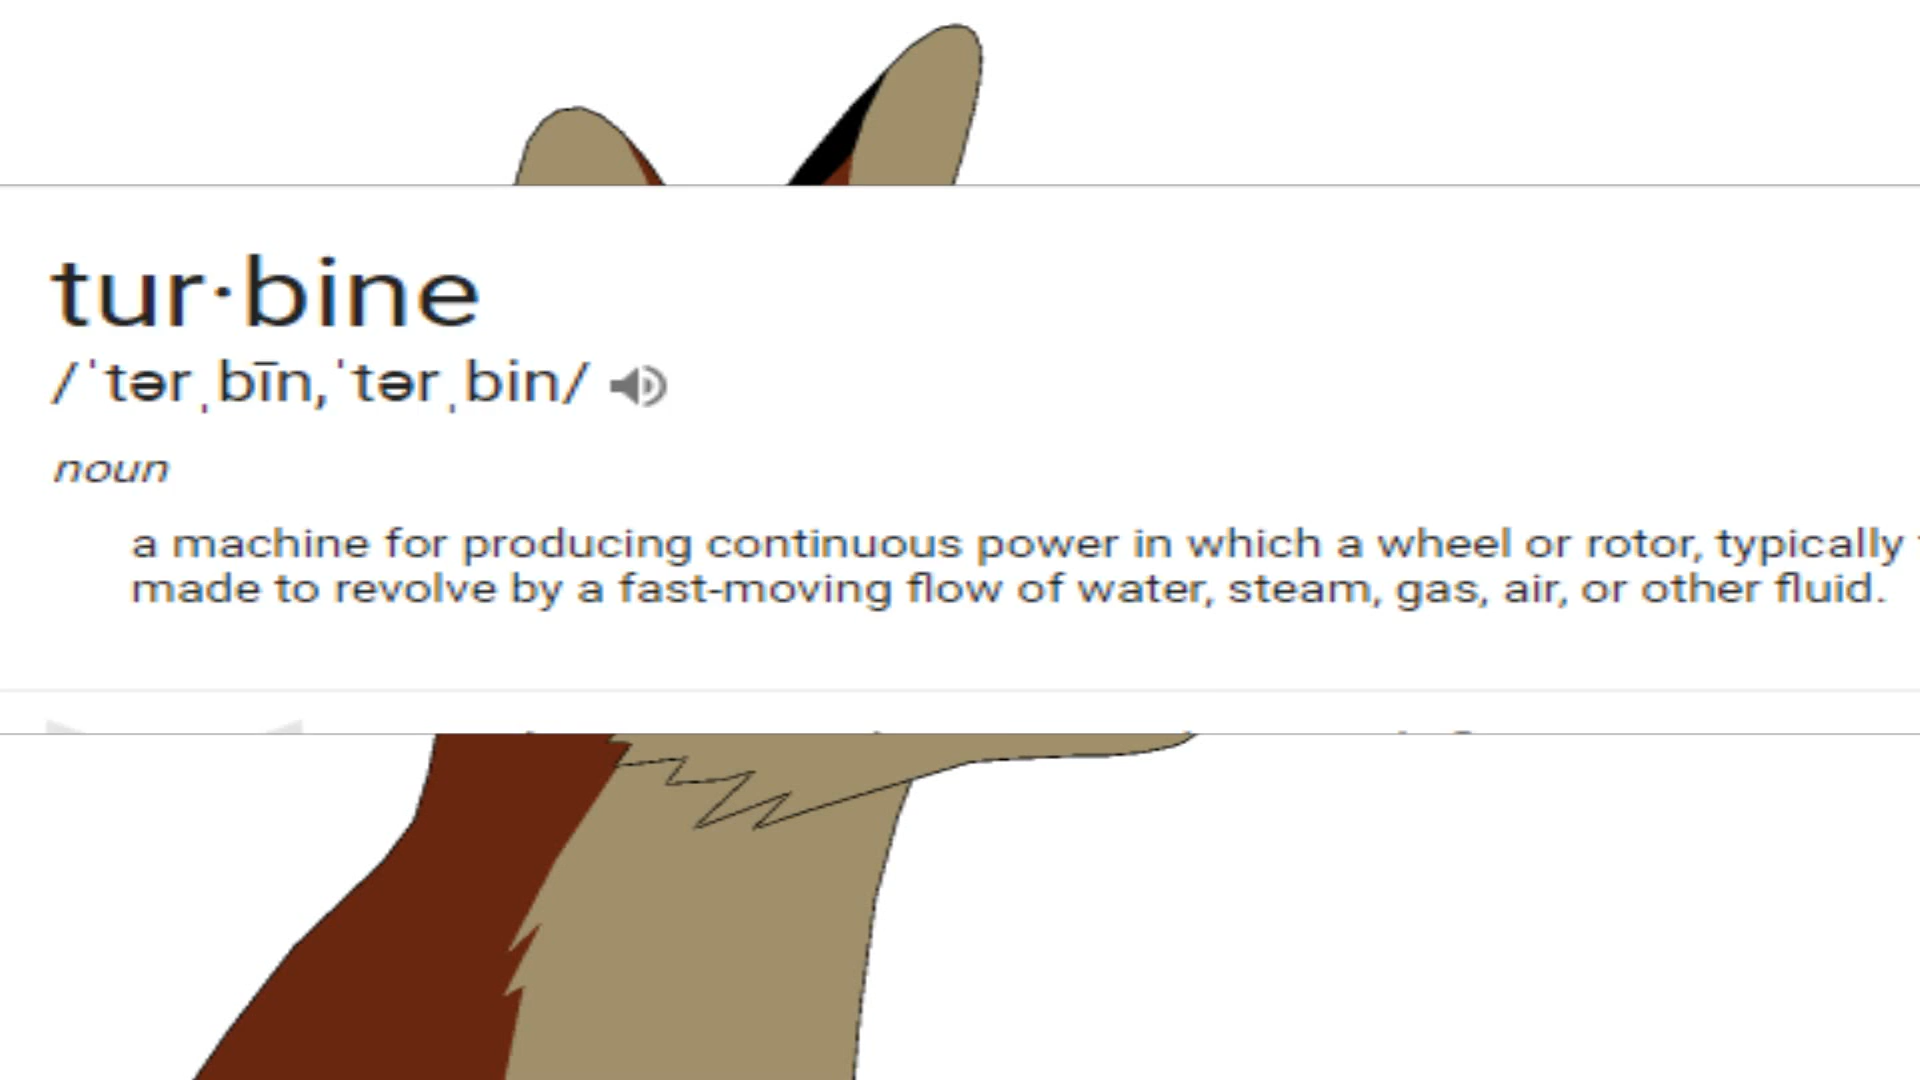 tur·bine
/ˈtərˌbīn,ˈtərˌbin/
noun
a machine for producing continuous power in which a wheel or rotor, typically
made to revolve by a fast-moving flow of water, steam, gas, air, or other fluid.